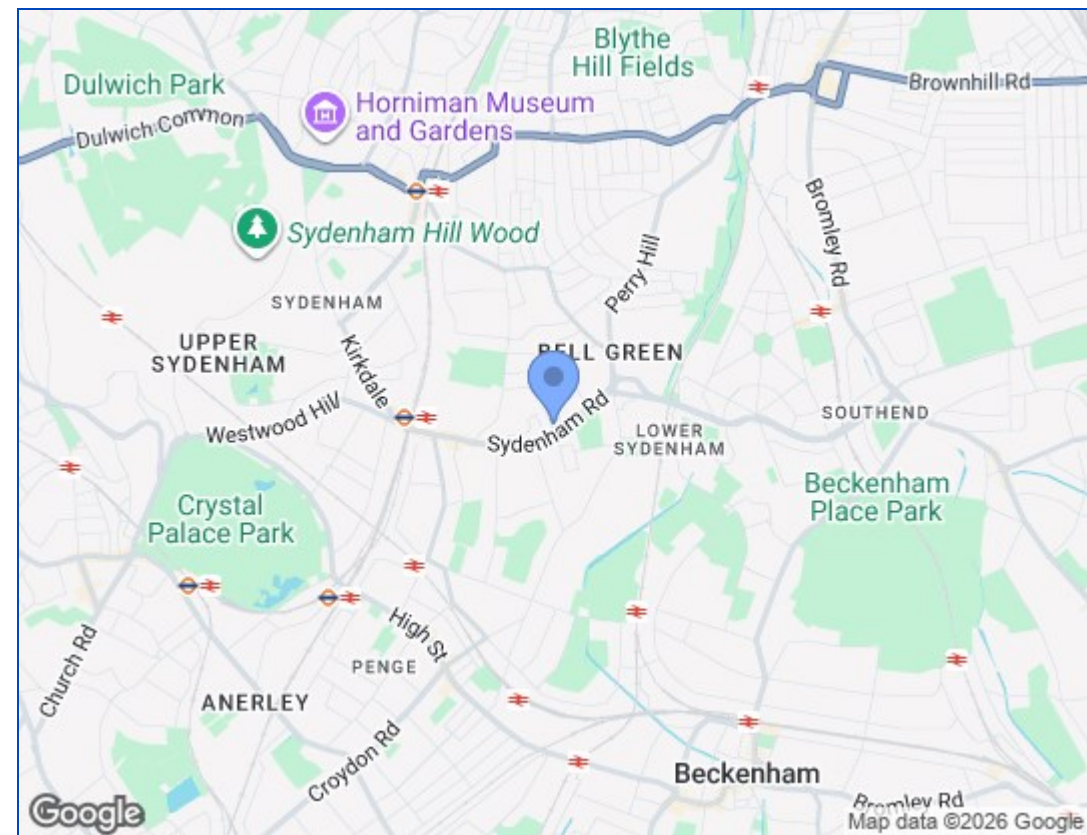 Blythe
Hill Fields
Dulwich Park
Brownhill Rd
Horniman Museum
and Gardens
Dulwich Common
Bromley Rd
Sydenham Hill Wood
Perry Hill
SYDENHAM
UPPER
SYDENHAM
Kirkdale
BELL GREEN
Westwood Hill
SOUTHEND
Sydenham Rd
LOWER
SYDENHAM
Beckenham
Place Park
Crystal
Palace Park
High St
Church Rd
PENGE
ANERLEY
Croydon Rd
Beckenham
Bromley Rd
Google
Map data ©2026 Google